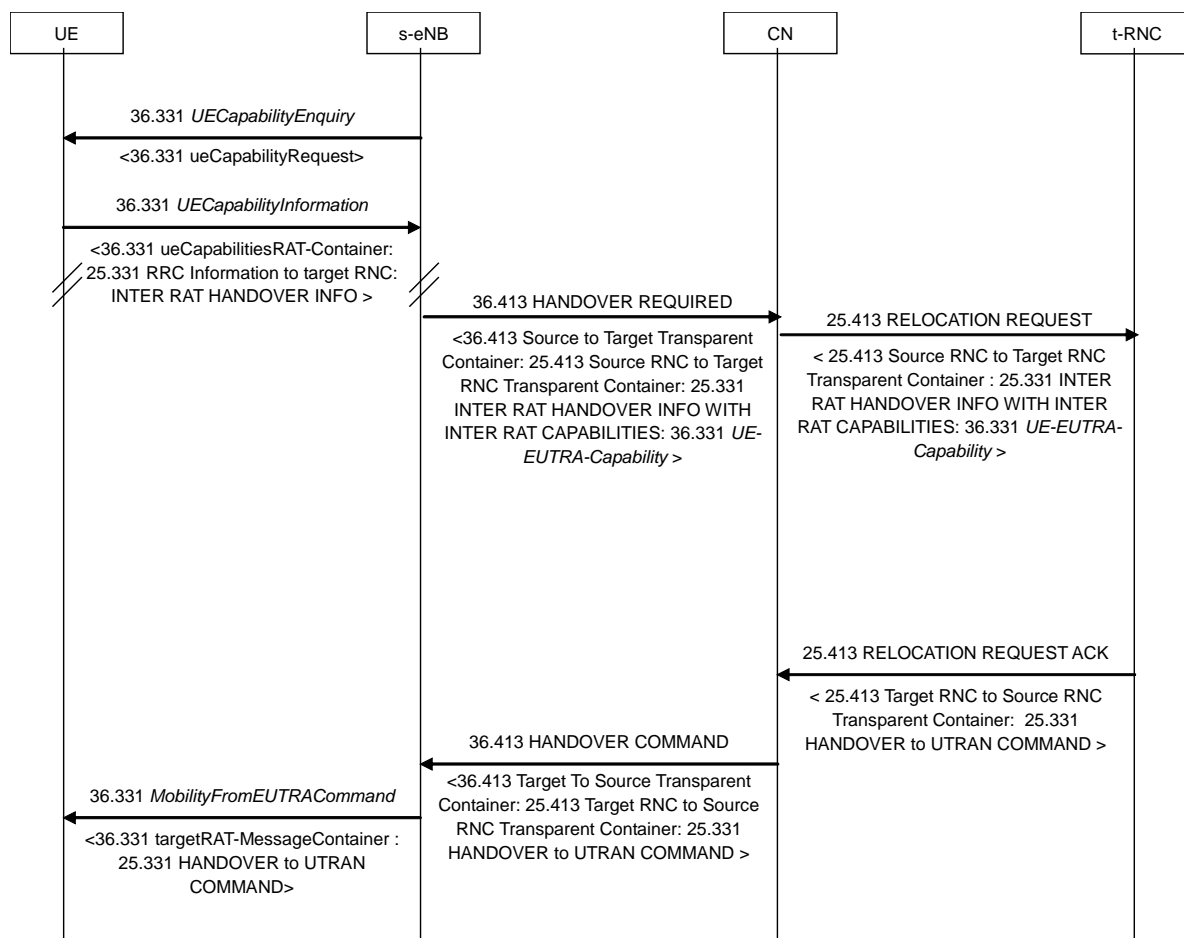 UE
s-eNB
CN
t-RNC
36.331 UECapabilityEnquiry
<36.331 ueCapabilityRequest>
36.331 UECapabilityInformation
<36.331 ueCapabilitiesRAT-Container:
25.331 RRC Information to target RNC:
INTER RAT HANDOVER INFO >
36.413 HANDOVER REQUIRED
<36.413 Source to Target Transparent
Container: 25.413 Source RNC to Target
RNC Transparent Container: 25.331
INTER RAT HANDOVER INFO WITH
INTER RAT CAPABILITIES: 36.331 UE-
EUTRA-Capability >
25.413 RELOCATION REQUEST
< 25.413 Source RNC to Target RNC
Transparent Container : 25.331 INTER
RAT HANDOVER INFO WITH INTER
RAT CAPABILITIES: 36.331 UE-EUTRA-
Capability >
25.413 RELOCATION REQUEST ACK
< 25.413 Target RNC to Source RNC
Transparent Container:  25.331
HANDOVER to UTRAN COMMAND >
36.413 HANDOVER COMMAND
<36.413 Target To Source Transparent
Container: 25.413 Target RNC to Source
RNC Transparent Container: 25.331
HANDOVER to UTRAN COMMAND >
36.331 MobilityFromEUTRACommand
<36.331 targetRAT-MessageContainer :
25.331 HANDOVER to UTRAN
COMMAND>